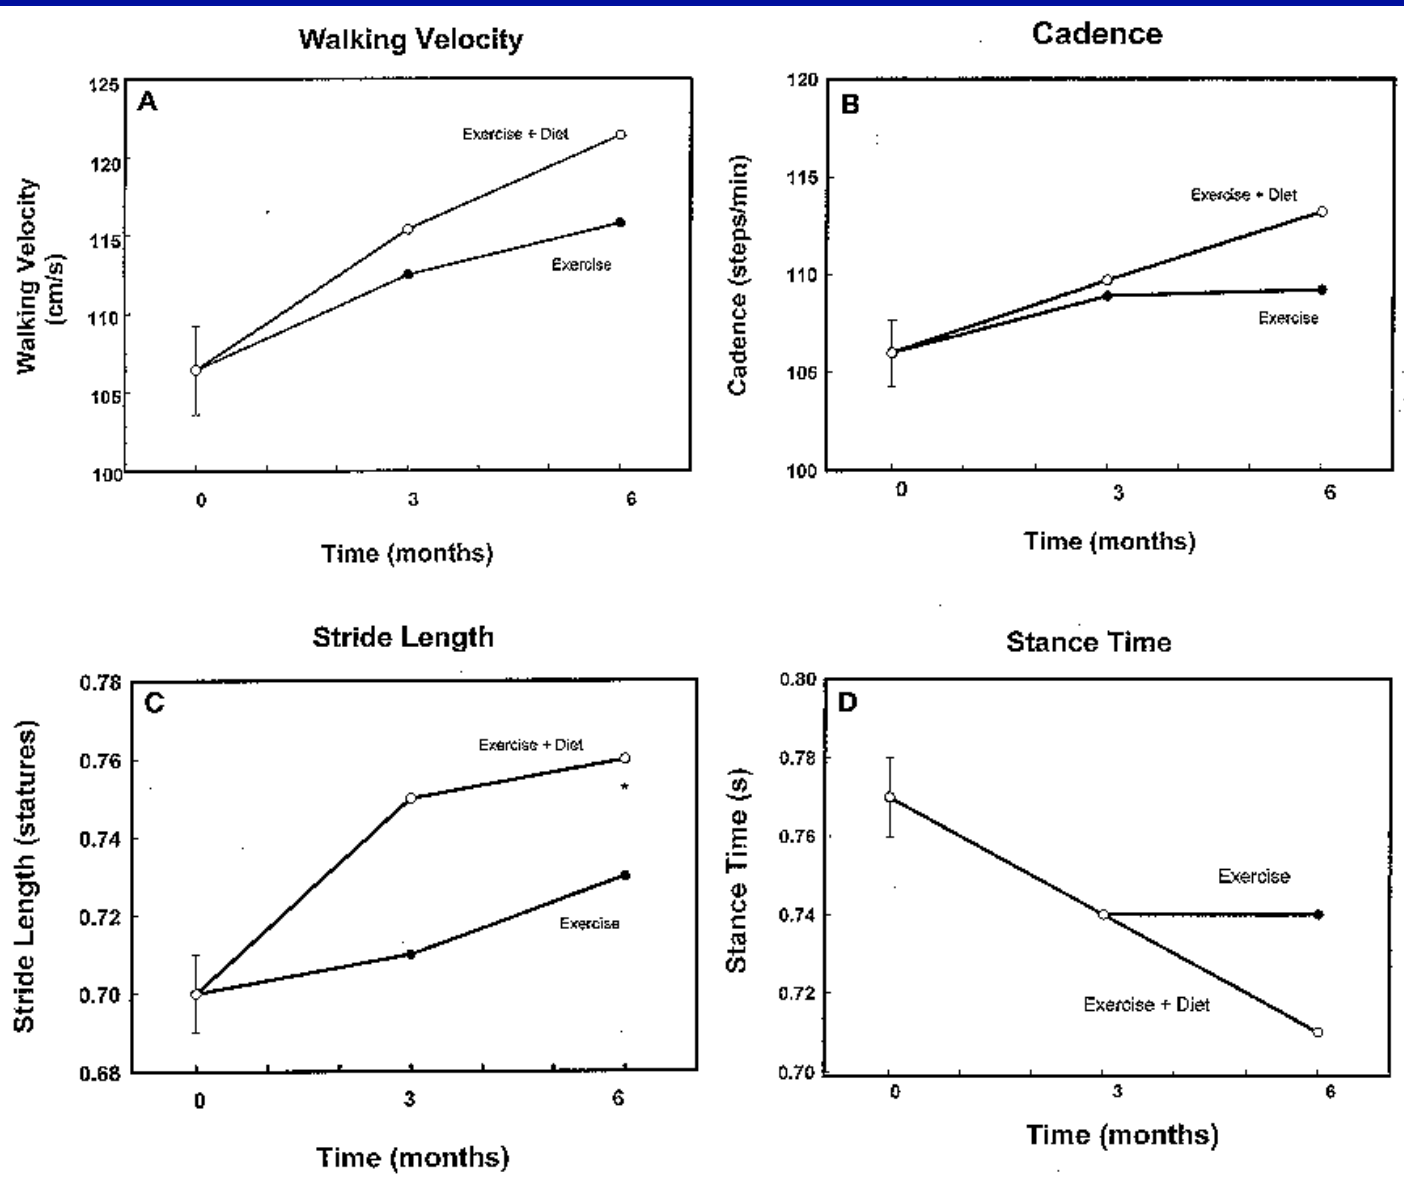 Walking Velocity
A
125
120
115
110
105
100
Walking Velocity
(cm/s)
Exercise + Diet
Exercise
0 3 6
Time (months)
Cadence
B
120
115
110
106
100
Cadence (steps/min)
Exercise + Diet
Exercise
0 3 6
Time (months)
Stride Length
C
0.78
0.76
0.74
0.72
0.70
0.68
Stride Length (statures)
Exercise + Diet
*
Exercise
0 3 6
Time (months)
Stance Time
D
0.80
0.78
0.76
0.74
0.72
0.70
Stance Time (s)
Exercise
Exercise + Diet
0 3 6
Time (months)